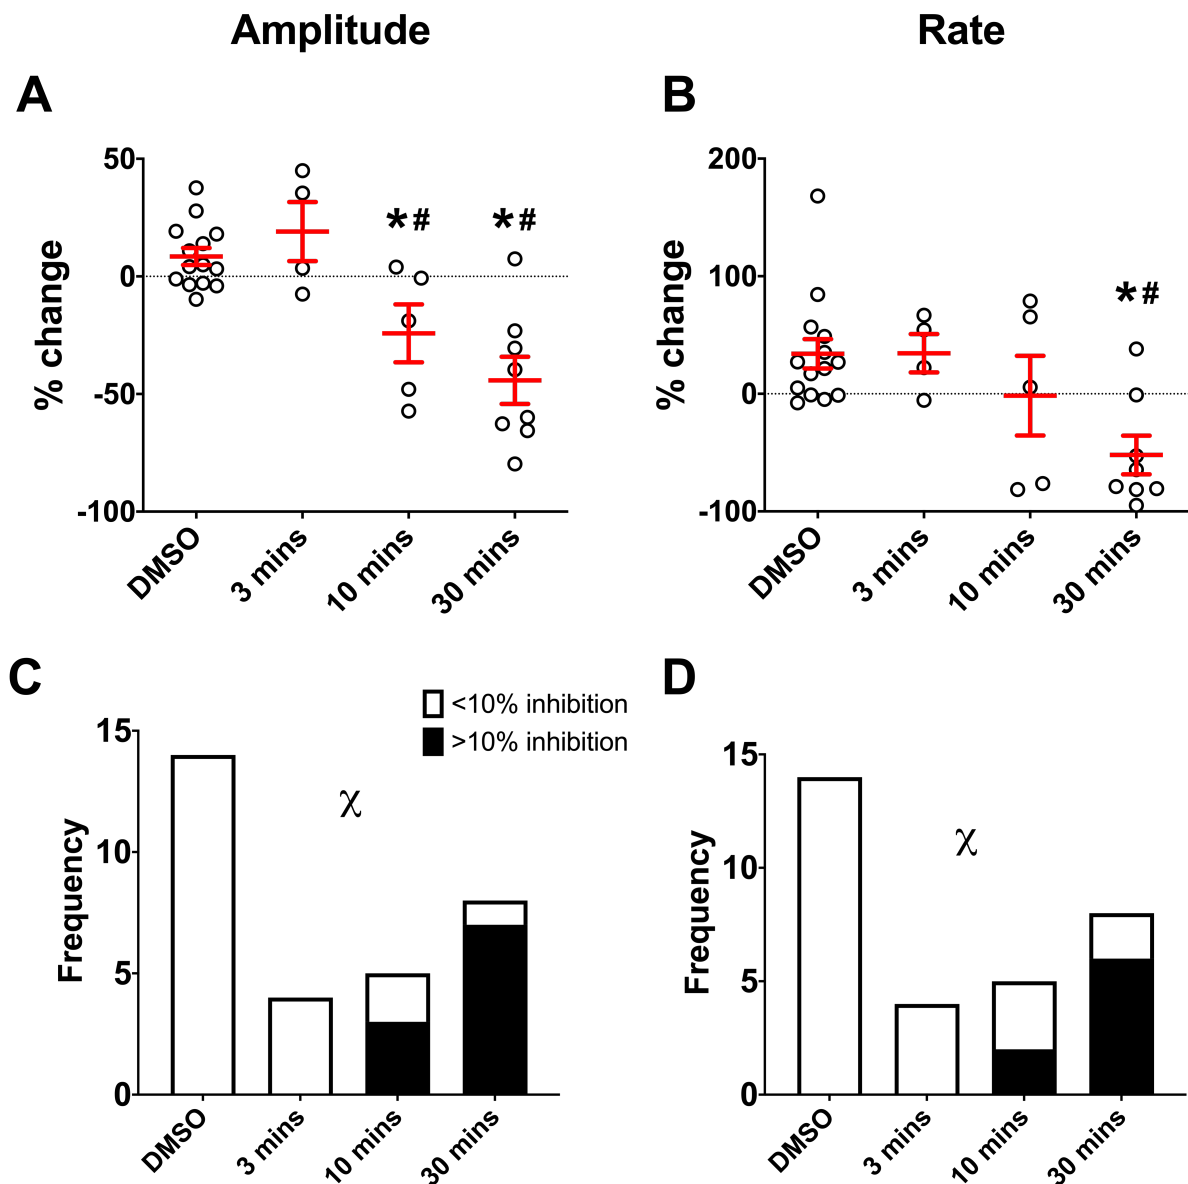 Amplitude
Rate
A
B
% change
50
0
-50
-100
*#
*#
DMSO
3 mins
10 mins
30 mins
% change
200
100
0
-100
*#
DMSO
3 mins
10 mins
30 mins
C
D
<10% inhibition
>10% inhibition
Frequency
15
10
5
0
χ
DMSO
3 mins
10 mins
30 mins
Frequency
15
10
5
0
χ
DMSO
3 mins
10 mins
30 mins